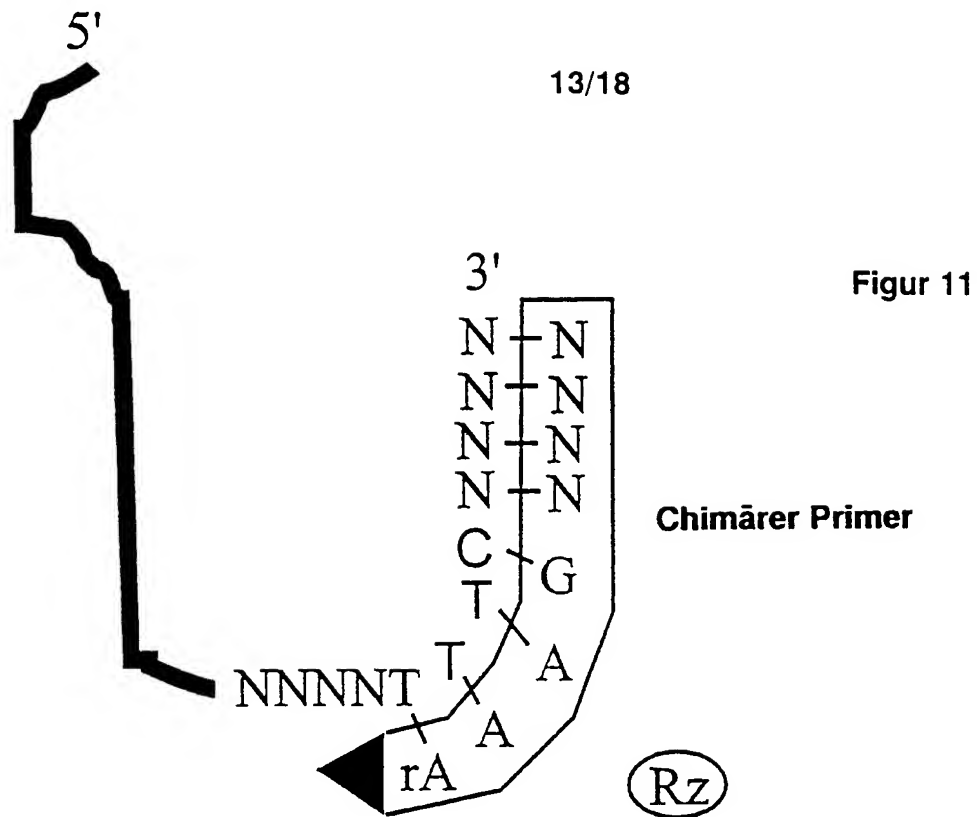 5'
13/18
3'
Figur 11
N N
N N
N N
N N
Chimärer Primer
C G
T A
T A
NNNNT
rA
Rz